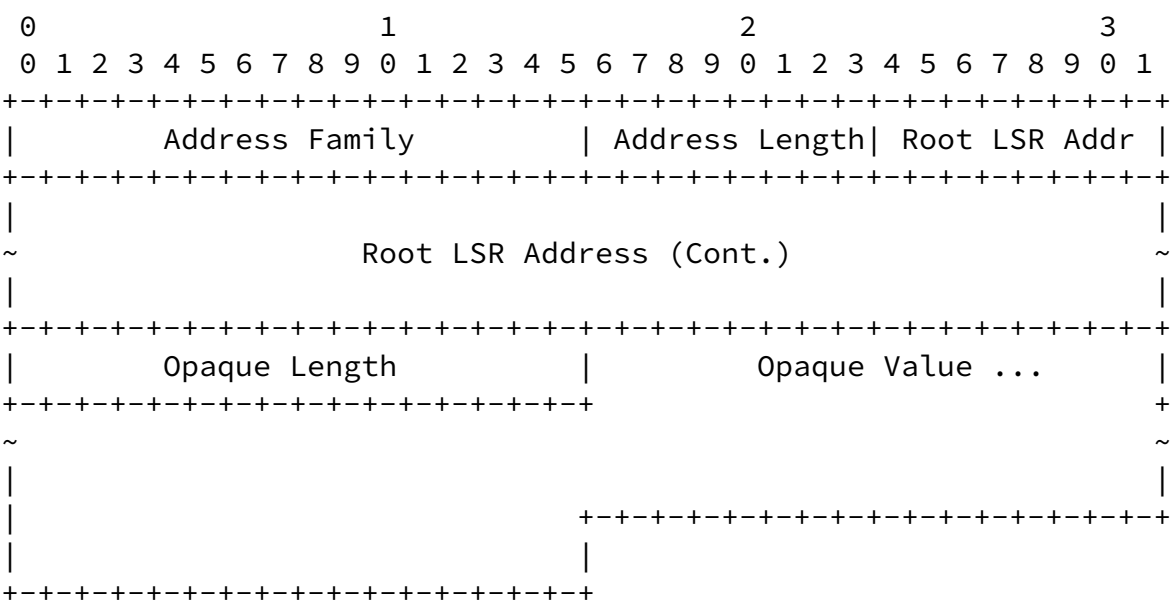 0                   1                   2                   3
 0 1 2 3 4 5 6 7 8 9 0 1 2 3 4 5 6 7 8 9 0 1 2 3 4 5 6 7 8 9 0 1
+-+-+-+-+-+-+-+-+-+-+-+-+-+-+-+-+-+-+-+-+-+-+-+-+-+-+-+-+-+-+-+-+
|        Address Family         | Address Length| Root LSR Addr |
+-+-+-+-+-+-+-+-+-+-+-+-+-+-+-+-+-+-+-+-+-+-+-+-+-+-+-+-+-+-+-+-+
|                                                               |
~                   Root LSR Address (Cont.)                    ~
|                                                               |
+-+-+-+-+-+-+-+-+-+-+-+-+-+-+-+-+-+-+-+-+-+-+-+-+-+-+-+-+-+-+-+-+
|        Opaque Length          |         Opaque Value ...      |
+-+-+-+-+-+-+-+-+-+-+-+-+-+-+-+-+                               +
~                                                               ~
|                                                               |
|                               +-+-+-+-+-+-+-+-+-+-+-+-+-+-+-+-+
|                               |
+-+-+-+-+-+-+-+-+-+-+-+-+-+-+-+-+